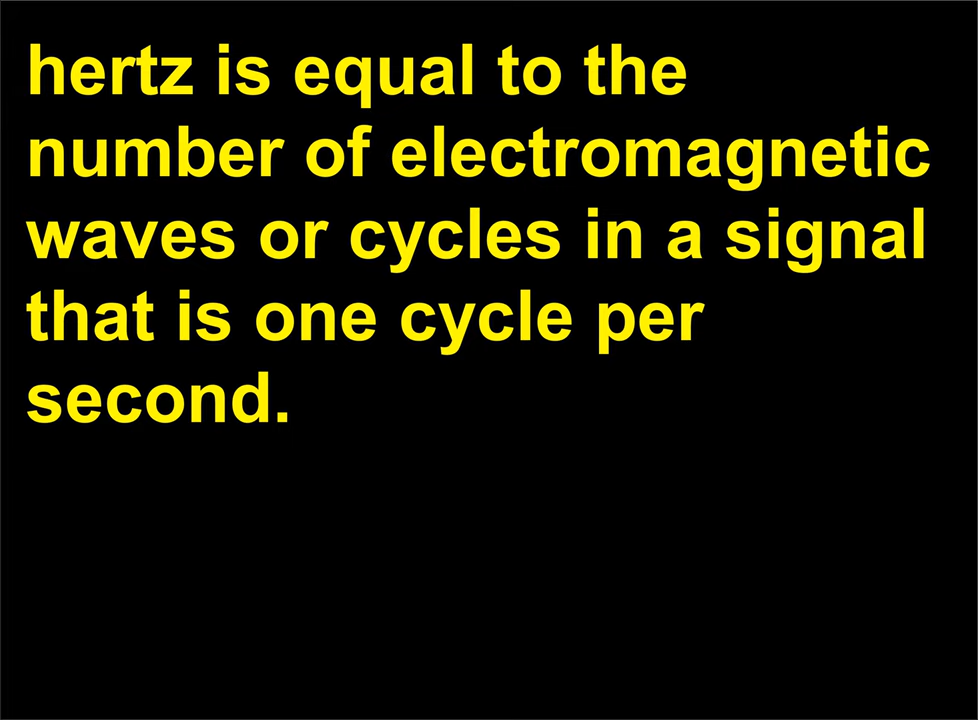 hertz is equal to the
number of electromagnetic
waves or cycles in a signal
that is one cycle per
second.